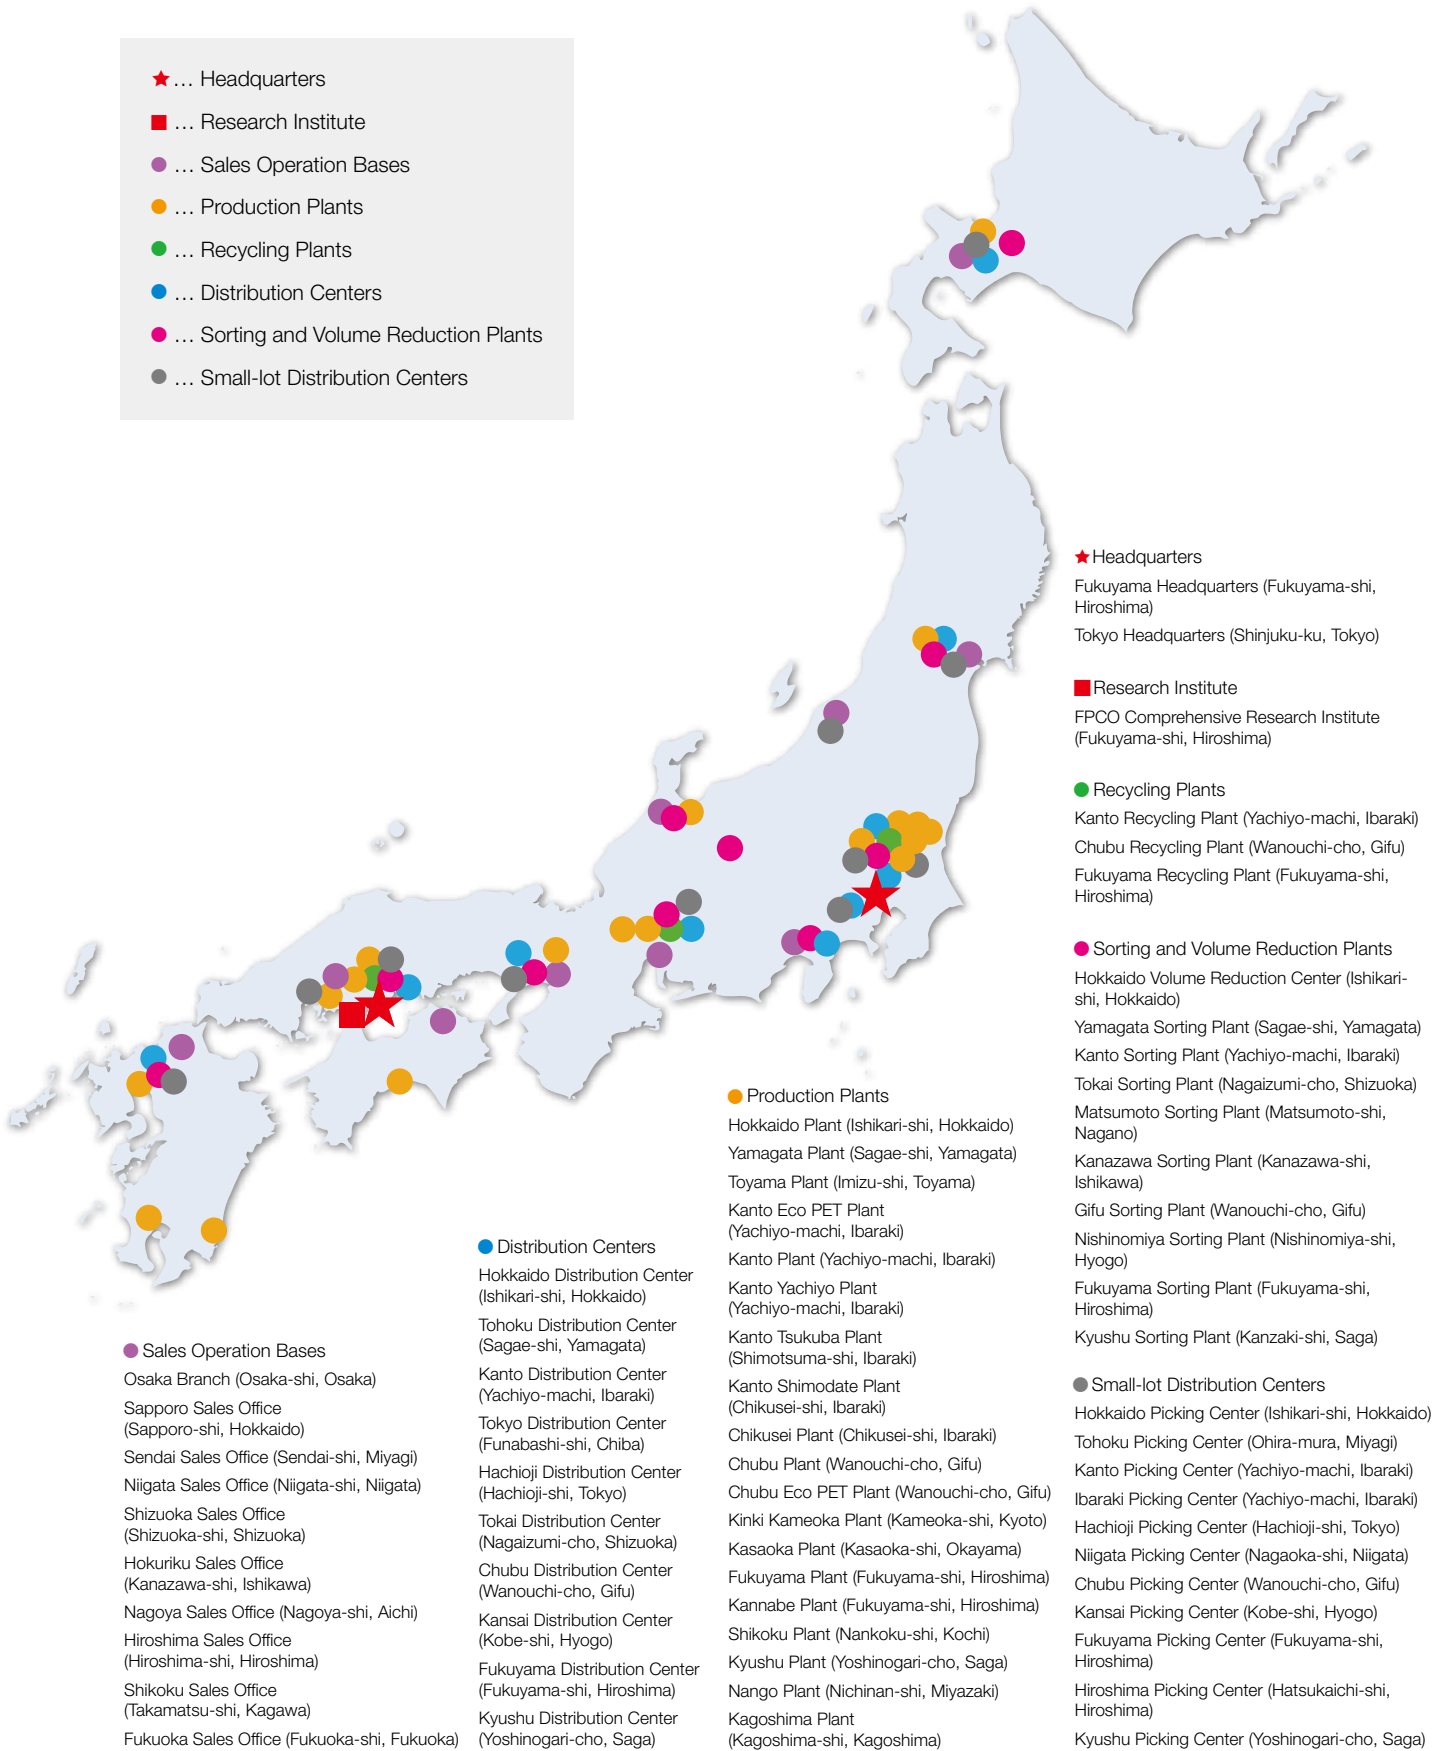 … Headquarters
… Research Institute
… Sales Operation Bases
… Production Plants
… Recycling Plants
… Distribution Centers
… Sorting and Volume Reduction Plants
… Small-lot Distribution Centers
Headquarters
Fukuyama Headquarters (Fukuyama-shi,
Hiroshima)
Tokyo Headquarters (Shinjuku-ku, Tokyo)
Research Institute
FPCO Comprehensive Research Institute
(Fukuyama-shi, Hiroshima)
Recycling Plants
Kanto Recycling Plant (Yachiyo-machi, Ibaraki)
Chubu Recycling Plant (Wanouchi-cho, Gifu)
Fukuyama Recycling Plant (Fukuyama-shi,
Hiroshima)
Sorting and Volume Reduction Plants
Hokkaido Volume Reduction Center (Ishikari-
shi, Hokkaido)
Yamagata Sorting Plant (Sagae-shi, Yamagata)
Kanto Sorting Plant (Yachiyo-machi, Ibaraki)
Tokai Sorting Plant (Nagaizumi-cho, Shizuoka)
Matsumoto Sorting Plant (Matsumoto-shi,
Nagano)
Kanazawa Sorting Plant (Kanazawa-shi,
Ishikawa)
Gifu Sorting Plant (Wanouchi-cho, Gifu)
Nishinomiya Sorting Plant (Nishinomiya-shi,
Hyogo)
Fukuyama Sorting Plant (Fukuyama-shi,
Hiroshima)
Kyushu Sorting Plant (Kanzaki-shi, Saga)
Small-lot Distribution Centers
Hokkaido Picking Center (Ishikari-shi, Hokkaido)
Tohoku Picking Center (Ohira-mura, Miyagi)
Kanto Picking Center (Yachiyo-machi, Ibaraki)
Ibaraki Picking Center (Yachiyo-machi, Ibaraki)
Hachioji Picking Center (Hachioji-shi, Tokyo)
Niigata Picking Center (Nagaoka-shi, Niigata)
Chubu Picking Center (Wanouchi-cho, Gifu)
Kansai Picking Center (Kobe-shi, Hyogo)
Fukuyama Picking Center (Fukuyama-shi,
Hiroshima)
Hiroshima Picking Center (Hatsukaichi-shi,
Hiroshima)
Kyushu Picking Center (Yoshinogari-cho, Saga)
Production Plants
Hokkaido Plant (Ishikari-shi, Hokkaido)
Yamagata Plant (Sagae-shi, Yamagata)
Toyama Plant (Imizu-shi, Toyama)
Kanto Eco PET Plant
(Yachiyo-machi, Ibaraki)
Kanto Plant (Yachiyo-machi, Ibaraki)
Kanto Yachiyo Plant
(Yachiyo-machi, Ibaraki)
Kanto Tsukuba Plant
(Shimotsuma-shi, Ibaraki)
Kanto Shimodate Plant
(Chikusei-shi, Ibaraki)
Chikusei Plant (Chikusei-shi, Ibaraki)
Chubu Plant (Wanouchi-cho, Gifu)
Chubu Eco PET Plant (Wanouchi-cho, Gifu)
Kinki Kameoka Plant (Kameoka-shi, Kyoto)
Kasaoka Plant (Kasaoka-shi, Okayama)
Fukuyama Plant (Fukuyama-shi, Hiroshima)
Kannabe Plant (Fukuyama-shi, Hiroshima)
Shikoku Plant (Nankoku-shi, Kochi)
Kyushu Plant (Yoshinogari-cho, Saga)
Nango Plant (Nichinan-shi, Miyazaki)
Kagoshima Plant
(Kagoshima-shi, Kagoshima)
Distribution Centers
Hokkaido Distribution Center
(Ishikari-shi, Hokkaido)
Tohoku Distribution Center
(Sagae-shi, Yamagata)
Kanto Distribution Center
(Yachiyo-machi, Ibaraki)
Tokyo Distribution Center
(Funabashi-shi, Chiba)
Hachioji Distribution Center
(Hachioji-shi, Tokyo)
Tokai Distribution Center
(Nagaizumi-cho, Shizuoka)
Chubu Distribution Center
(Wanouchi-cho, Gifu)
Kansai Distribution Center
(Kobe-shi, Hyogo)
Fukuyama Distribution Center
(Fukuyama-shi, Hiroshima)
Kyushu Distribution Center
(Yoshinogari-cho, Saga)
Sales Operation Bases
Osaka Branch (Osaka-shi, Osaka)
Sapporo Sales Office
(Sapporo-shi, Hokkaido)
Sendai Sales Office (Sendai-shi, Miyagi)
Niigata Sales Office (Niigata-shi, Niigata)
Shizuoka Sales Office
(Shizuoka-shi, Shizuoka)
Hokuriku Sales Office
(Kanazawa-shi, Ishikawa)
Nagoya Sales Office (Nagoya-shi, Aichi)
Hiroshima Sales Office
(Hiroshima-shi, Hiroshima)
Shikoku Sales Office
(Takamatsu-shi, Kagawa)
Fukuoka Sales Office (Fukuoka-shi, Fukuoka)